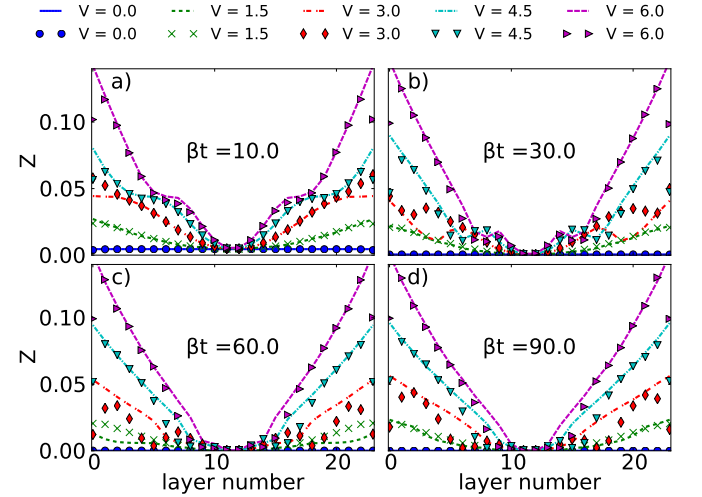 V = 0.0 V = 1.5 V = 3.0 V = 4.5 V = 6.0
V = 0.0 V = 1.5 V = 3.0 V = 4.5 V = 6.0
a) b)
0.10
βt =10.0 βt =30.0
Z
0.05
0.00
c) d)
0.10
βt =60.0 βt =90.0
Z
0.05
0.00
0 10 20 0 10 20
layer number layer number